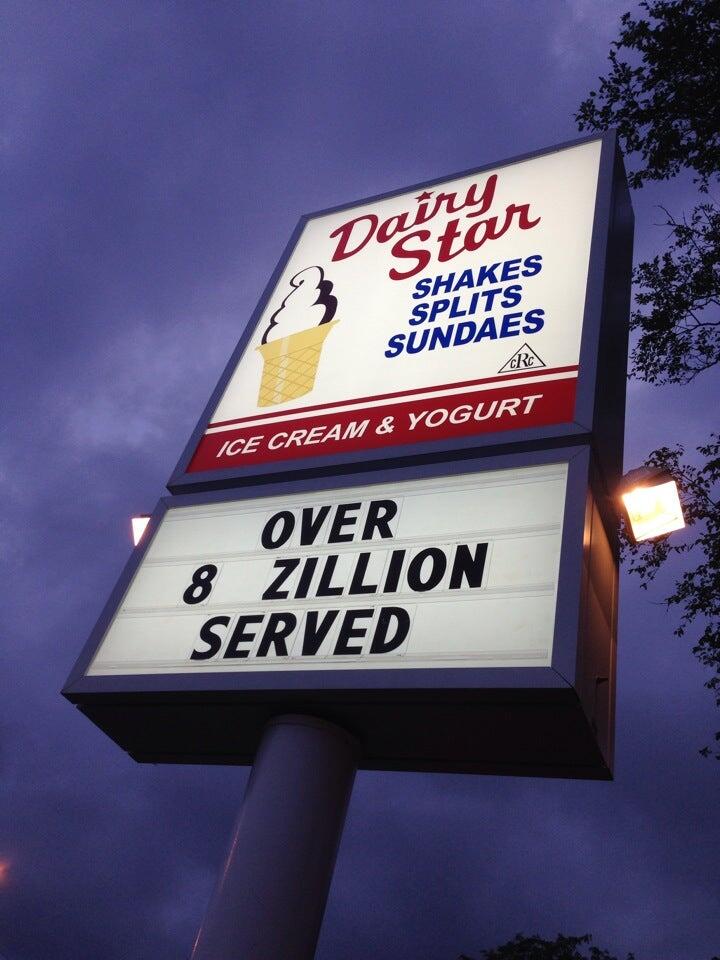 Dairy
Star
SHAKES
SPLITS
SUNDAES
cRc
ICE CREAM & YOGURT
OVER
8 ZILLION
SERVED